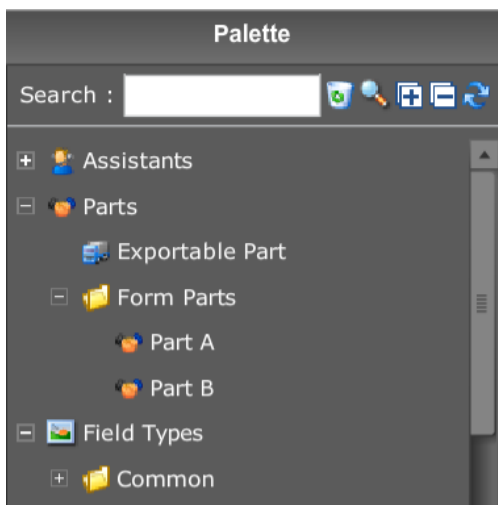 Palette
Search :
Assistants
Parts
Exportable Part
Form Parts
Part A
Part B
Field Types
Common